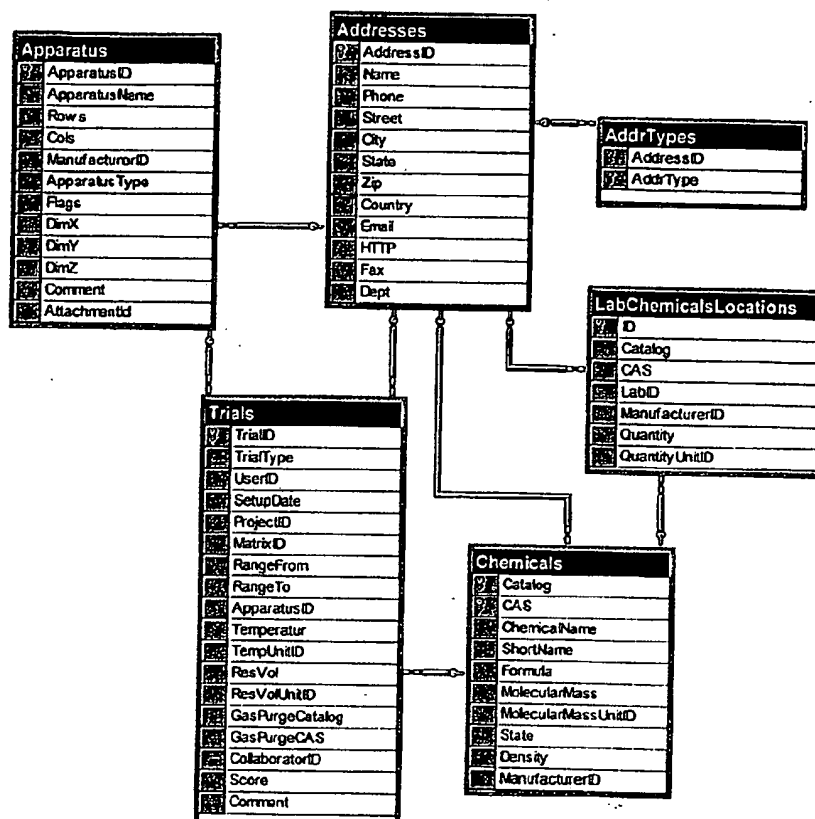 Apparatus
ApparatusID
ApparatusName
Rows
Cols
ManufacturorID
ApparatusType
Flags
DimX
DimY
DimZ
Comment
AttachmentId
Addresses
AddressID
Name
Phone
Street
City
State
Zip
Country
Email
HTTP
Fax
Dept
AddrTypes
AddressID
AddrType
LabChemicalsLocations
ID
Catalog
CAS
LabID
ManufacturerID
Quantity
QuantityUnitID
Trials
TrialID
TrialType
UserID
SetupDate
ProjectID
MatrixID
RangeFrom
RangeTo
ApparatusID
Temperatur
TempUnitID
ResVol
ResVolUnitID
GasPurgeCatalog
GasPurgeCAS
CollaboratorID
Score
Comment
Chemicals
Catalog
CAS
ChemicalName
ShortName
Formula
MolecularMass
MolecularMassUnitID
State
Density
ManufacturerID